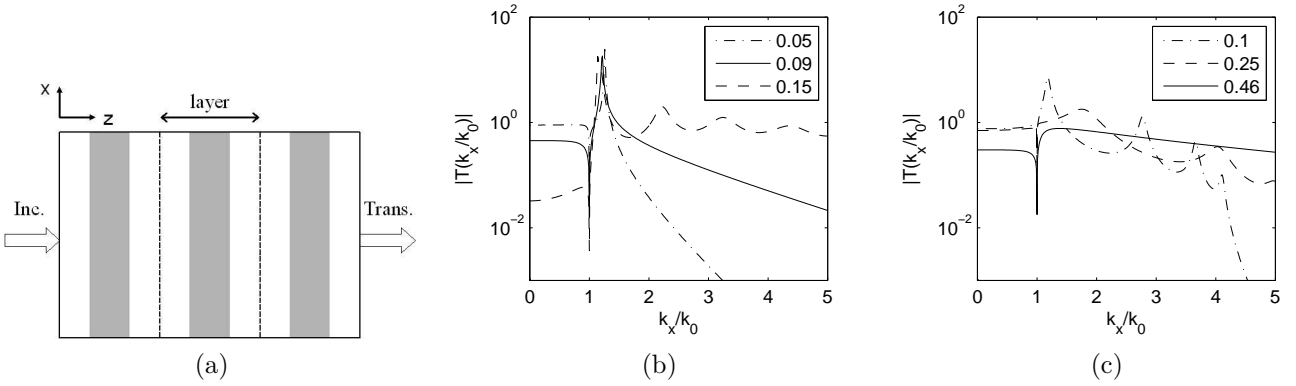 x
z
layer
Inc.
Trans.
(a)
|T(k_x/k_0)|
10^2
10^0
10^-2
0 1 2 3 4 5
k_x/k_0
0.05
0.09
0.15
(b)
|T(k_x/k_0)|
10^2
10^0
10^-2
0 1 2 3 4 5
k_x/k_0
0.1
0.25
0.46
(c)